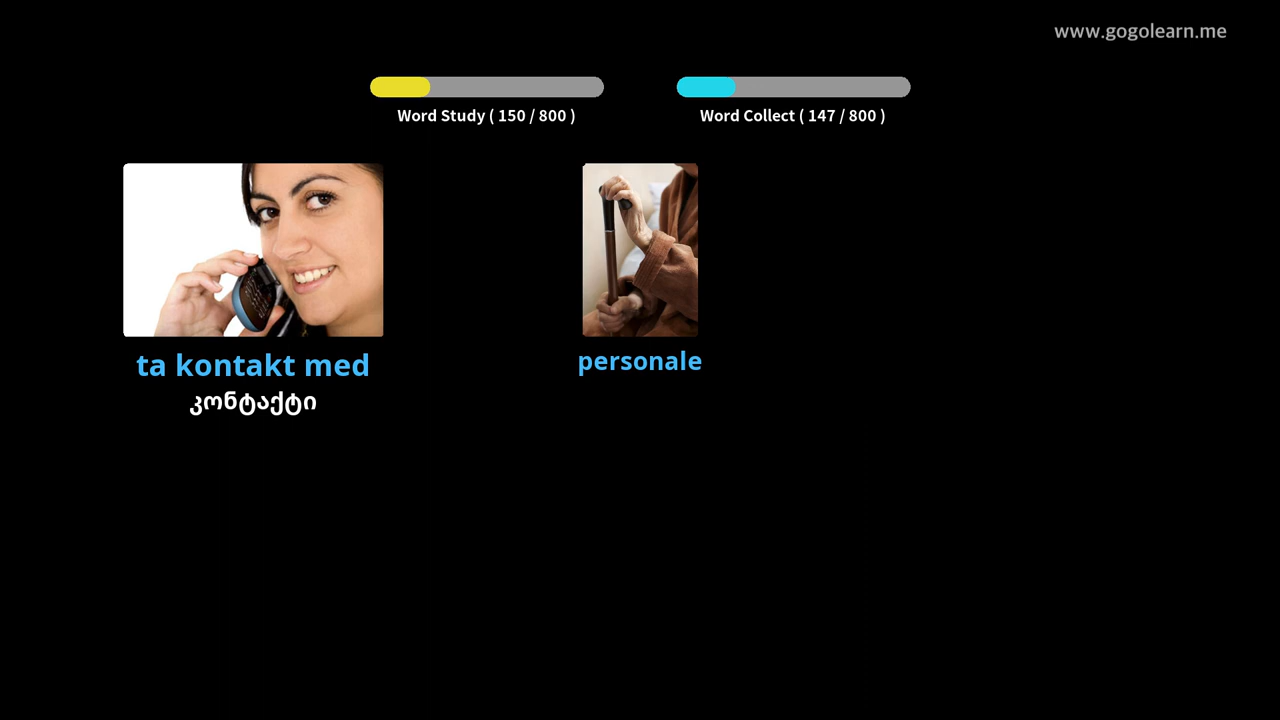 www.gogolearn.me
Word Study ( 150 / 800 )
Word Collect ( 147 / 800 )
ta kontakt med
კონტაქტი
personale